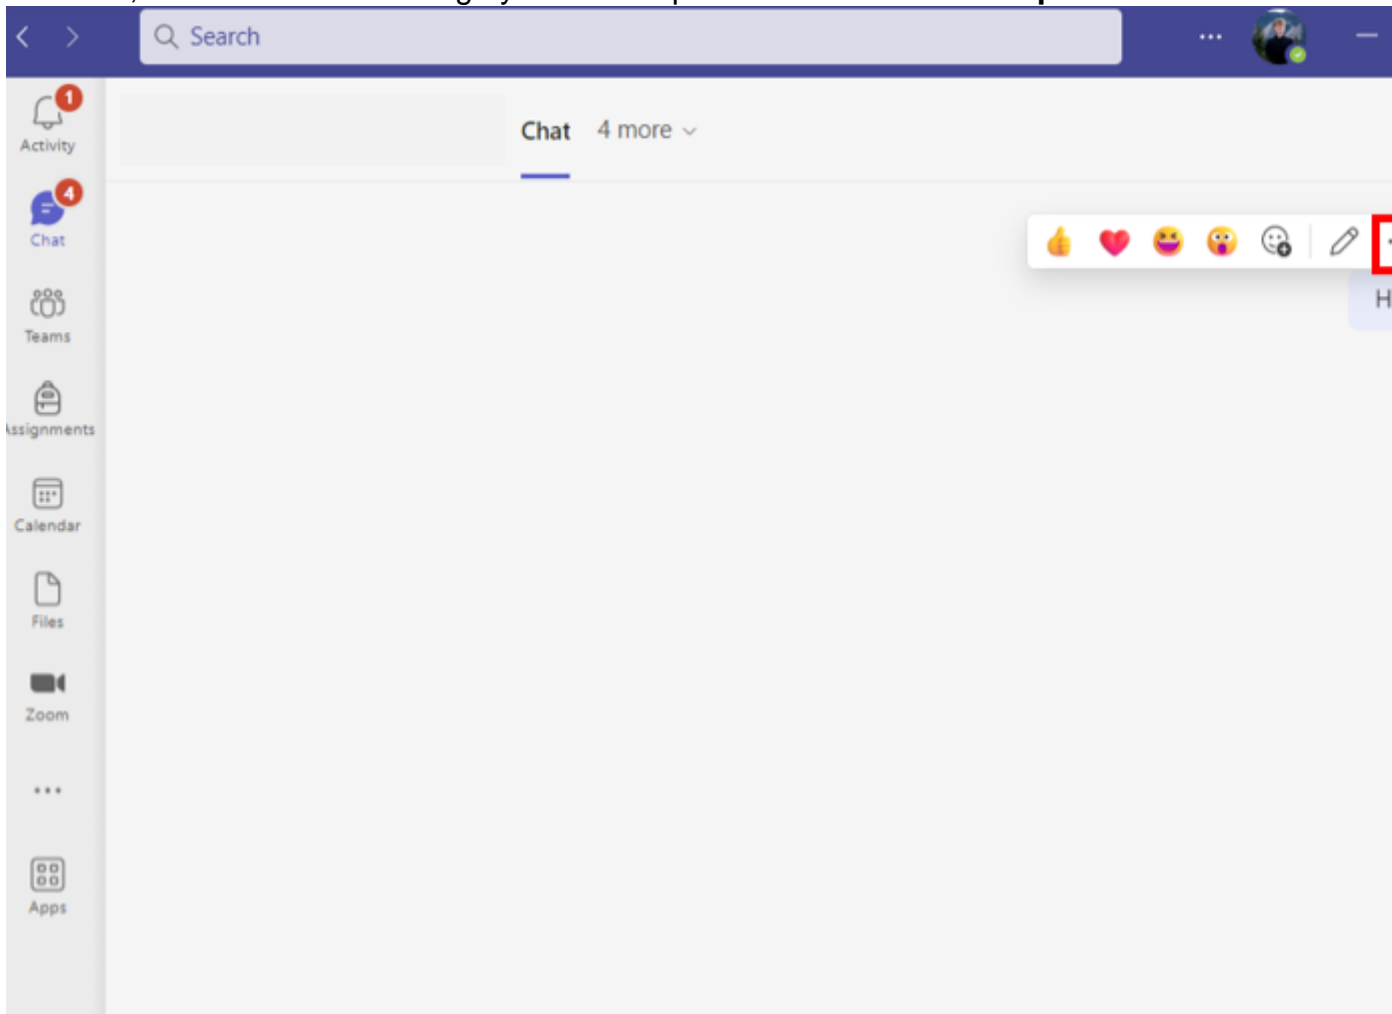 Search
1
Activity
Chat 4 more
4
Chat
H
Teams
Assignments
Calendar
Files
Zoom
Apps